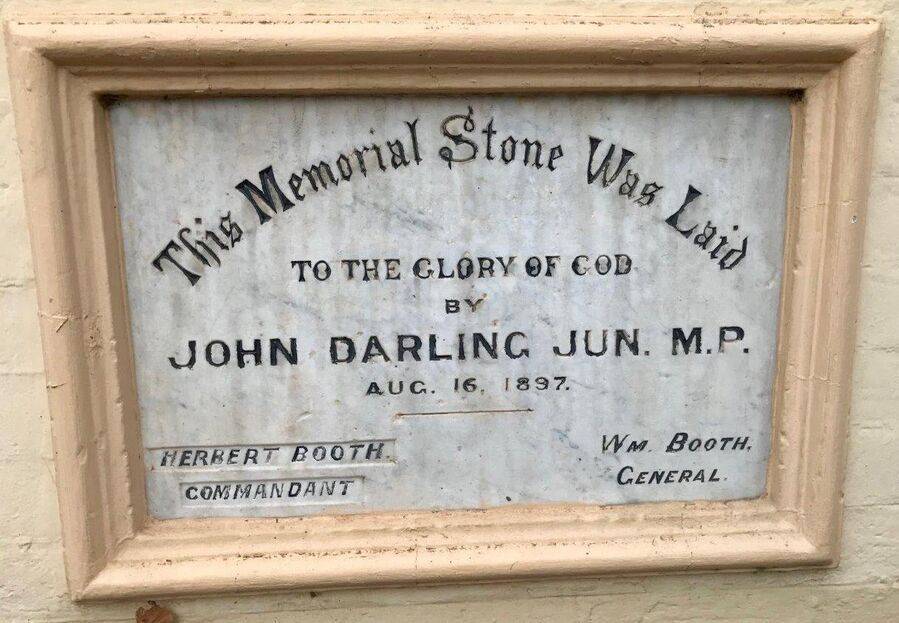 This Memorial Stone Was Laid
TO THE GLORY OF GOD
BY
JOHN DARLING JUN. M.P.
AUG. 16, 1897.
HERBERT BOOTH.
COMMANDANT
WM BOOTH,
GENERAL.